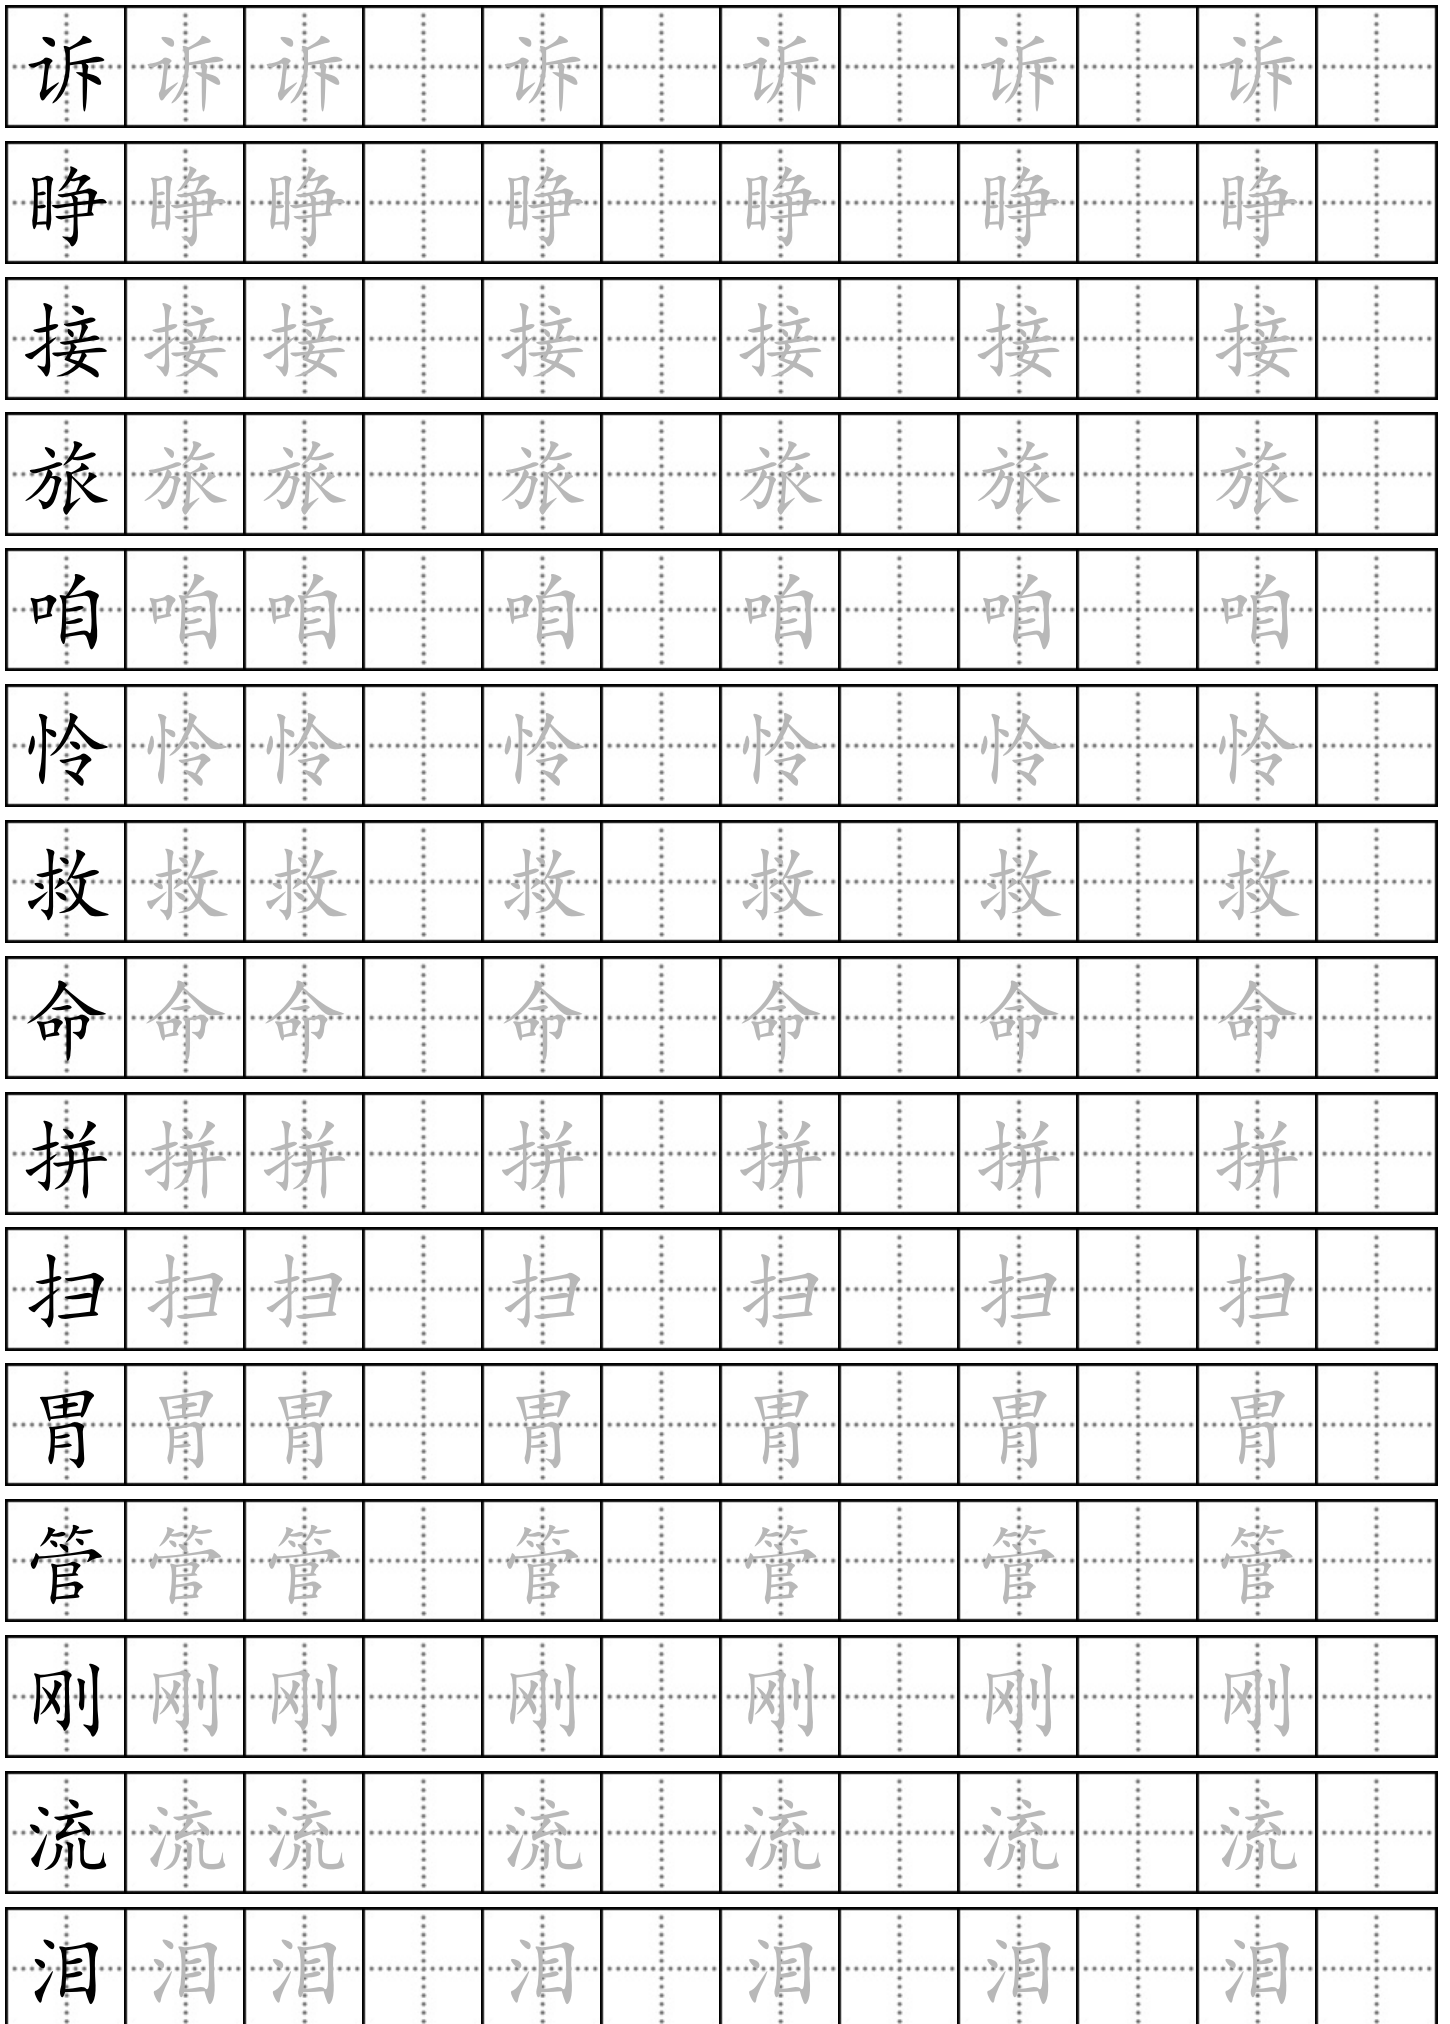 诉 诉 诉 诉 诉 诉 诉
睁 睁 睁 睁 睁 睁 睁
接 接 接 接 接 接 接
旅 旅 旅 旅 旅 旅 旅
咱 咱 咱 咱 咱 咱 咱
怜 怜 怜 怜 怜 怜 怜
救 救 救 救 救 救 救
命 命 命 命 命 命 命
拼 拼 拼 拼 拼 拼 拼
扫 扫 扫 扫 扫 扫 扫
胃 胃 胃 胃 胃 胃 胃
管 管 管 管 管 管 管
刚 刚 刚 刚 刚 刚 刚
流 流 流 流 流 流 流
泪 泪 泪 泪 泪 泪 泪